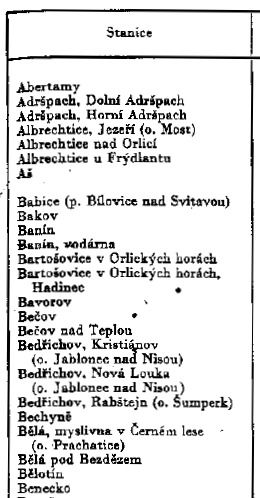 Stanice
Abertamy
Adršpach, Dolní Adršpach
Adršpach, Horní Adršpach
Albrechtice, Jezeří (o. Most)
Albrechtice nad Orlicí
Albrechtice u Frýdlantu
Aš
Babice (p. Bílovice nad Svitavou)
Bakov
Banín
Banín, vodárna
Bartošovice v Orlických horách
Bartošovice v Orlických horách,
Hadinec
Bavorov
Bečov
Bečov nad Teplou
Bedřichov, Kristiánov
(o. Jablonec nad Nisou)
Bedřichov, Nová Louka
(o. Jablonec nad Nisou)
Bedřichov, Rabštejn (o. Šumperk)
Bechyně
Bělá, myslivna v Černém lese
(o. Prachatice)
Bělá pod Bezdězem
Bělotín
Benecko